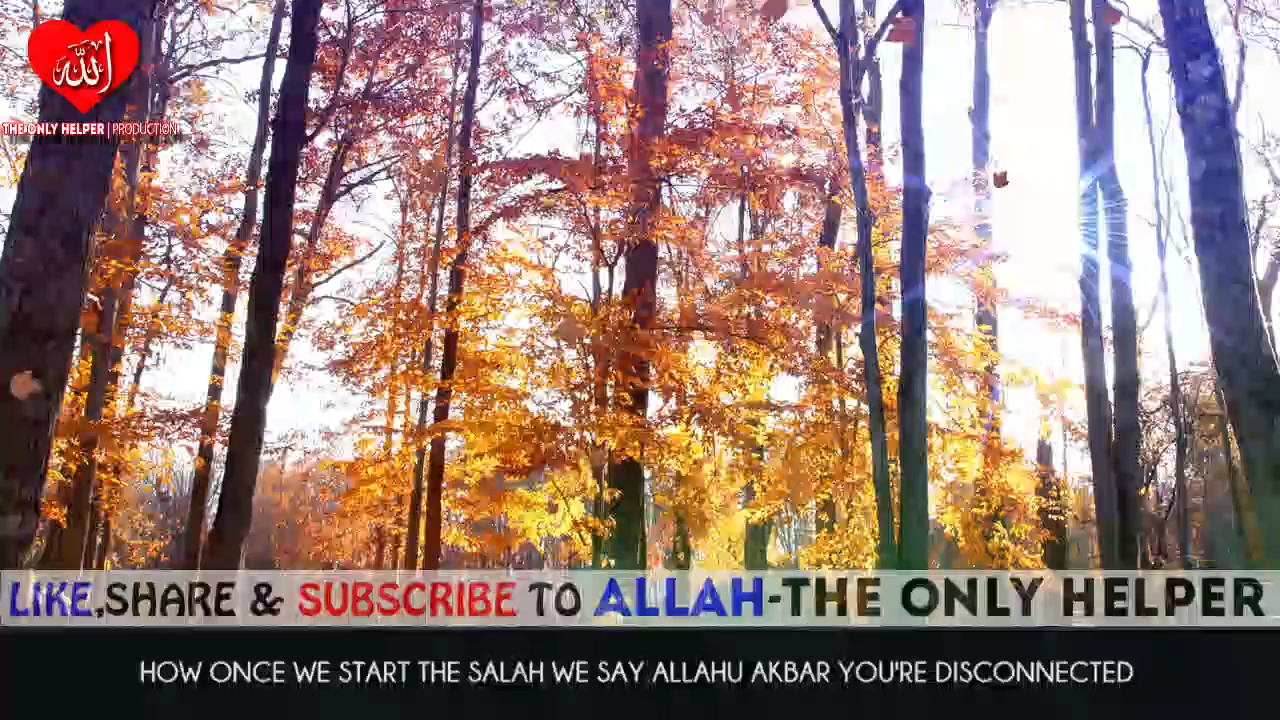 الله
THE ONLY HELPER | PRODUCTION
LIKE,SHARE & SUBSCRIBE TO ALLAH-THE ONLY HELPER
HOW ONCE WE START THE SALAH WE SAY ALLAHU AKBAR YOU'RE DISCONNECTED